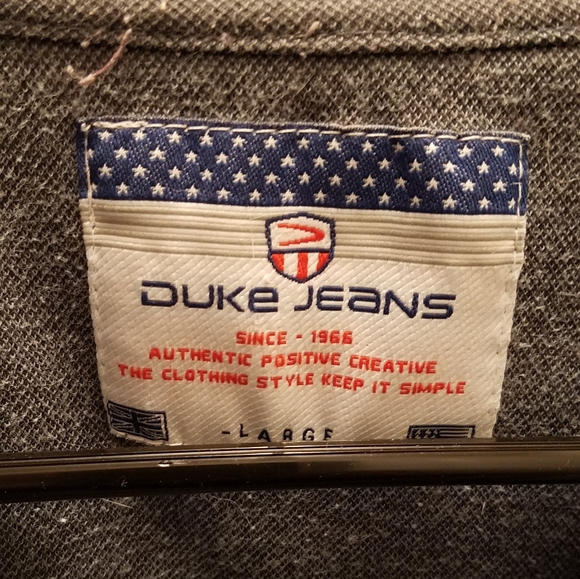 DUKE JEANS
SINCE - 1966
AUTHENTIC POSITIVE CREATIVE
THE CLOTHING STYLE KEEP IT SIMPLE
-LARGE